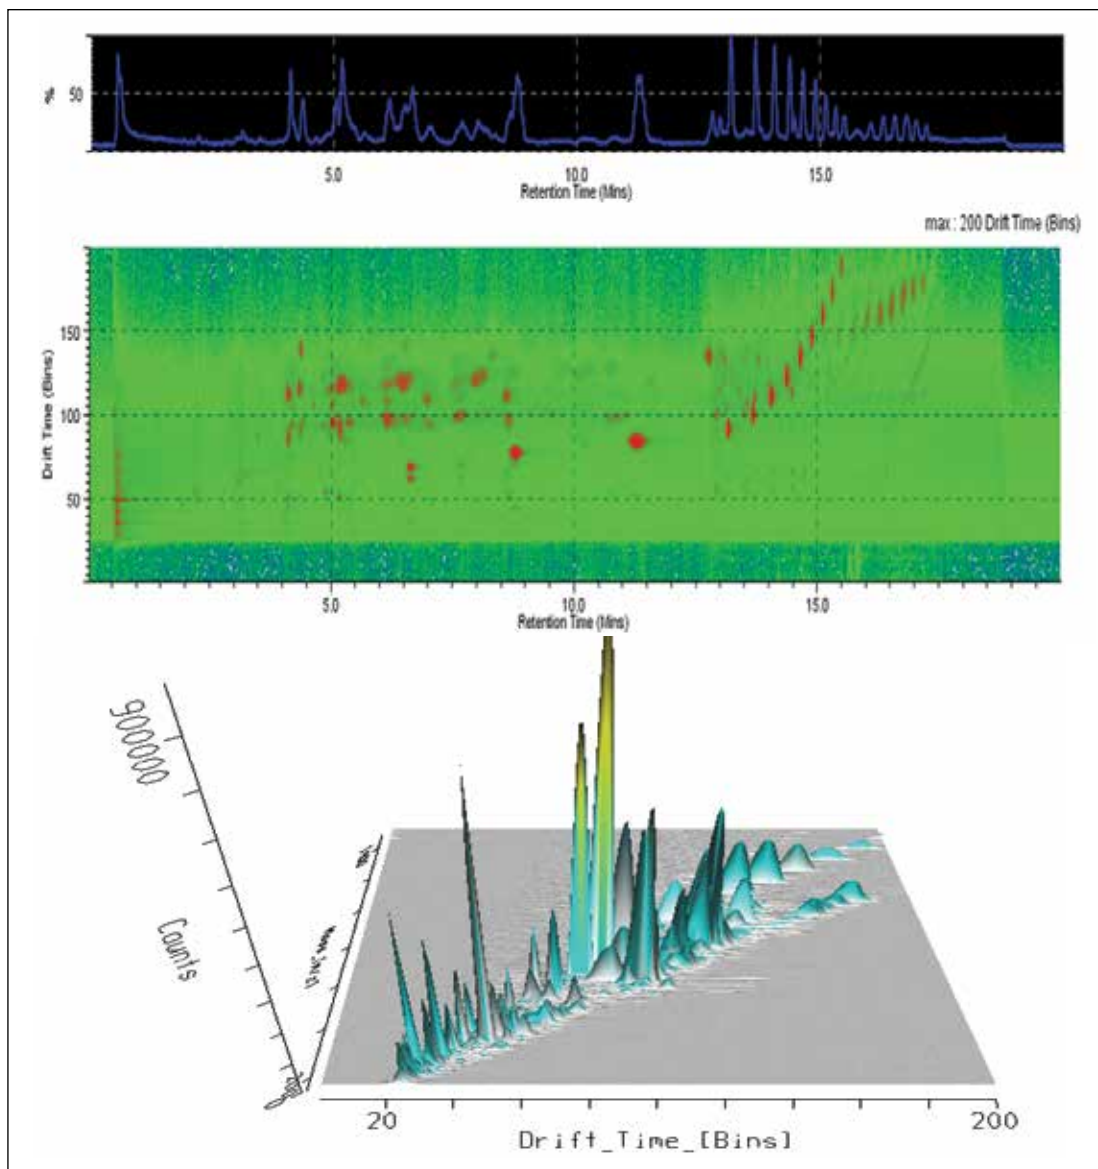 %
50
5.0 10.0 15.0
Retention Time (Mins)
max : 200 Drift Time (Bins)
Drift Time (Bins)
150
100
50
5.0 10.0 15.0
Retention Time (Mins)
900000
Counts
0
20 200
Drift_Time_[Bins]